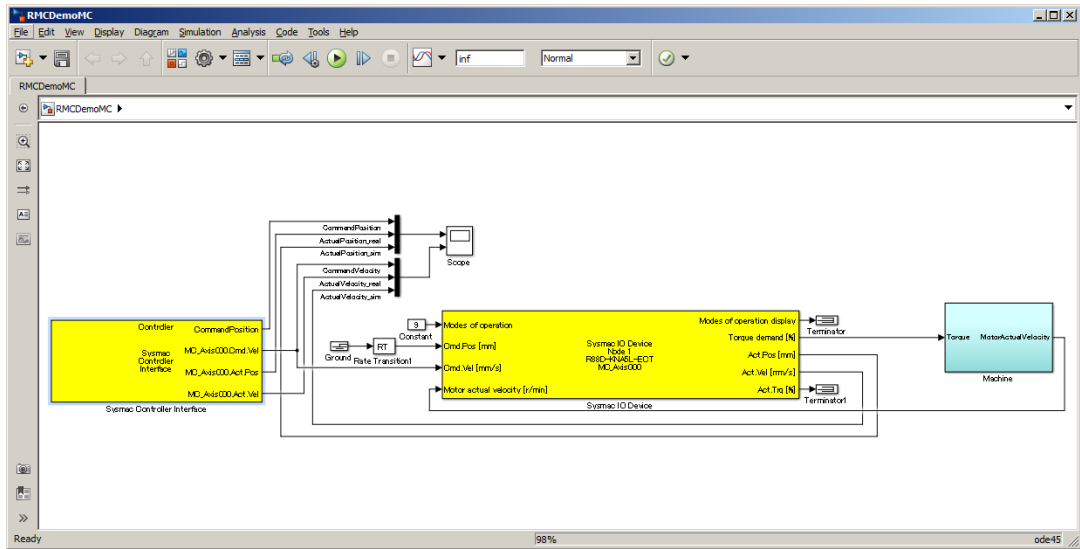 RMCDemoMC
File Edit View Display Diagram Simulation Analysis Code Tools Help
inf
Normal
RMCDemoMC
RMCDemoMC
CommandPosition
ActualPosition_real
ActualPosition_sim
CommandVelocity
ActualVelocity_real
ActualVelocity_sim
Scope
Controller
CommandPosition
Sysmac
Controller
Interface
MC_Axis000.Cmd.Vel
MC_Axis000.Act.Pos
MC_Axis000.Act.Vel
Sysmac Controller Interface
9
Constant
RT
Ground
Rate Transition1
Modes of operation
Cmd.Pos [mm]
Cmd.Vel [mm/s]
Motor actual velocity [r/min]
Sysmac IO Device
Node 1
R88D-KNA5L-ECT
MC_Axis000
Modes of operation display
Torque demand [%]
Act.Pos [mm]
Act.Vel [mm/s]
Act.Trq [%]
Sysmac IO Device
Terminator
Terminator1
Torque
MotorActualVelocity
Machine
Ready
98%
ode45